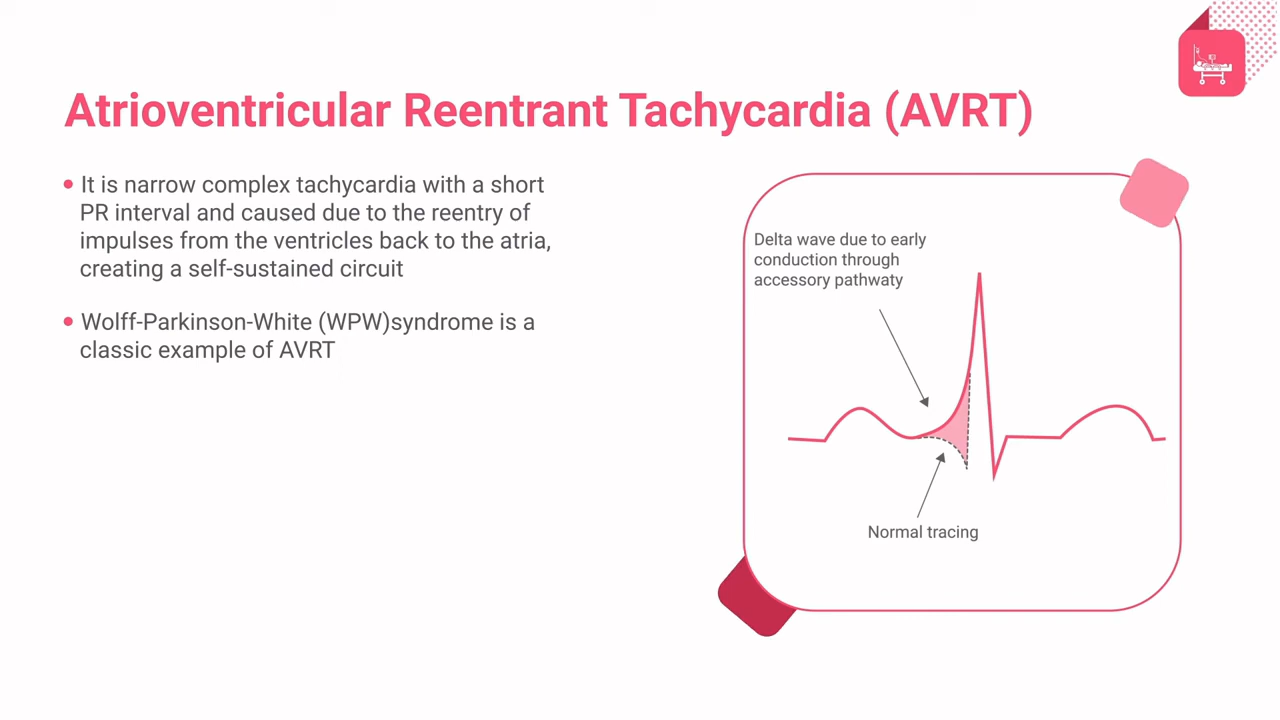 Atrioventricular Reentrant Tachycardia (AVRT)
• It is narrow complex tachycardia with a short
PR interval and caused due to the reentry of
impulses from the ventricles back to the atria,
creating a self-sustained circuit
• Wolff-Parkinson-White (WPW)syndrome is a
classic example of AVRT
Delta wave due to early
conduction through
accessory pathwaty
Normal tracing